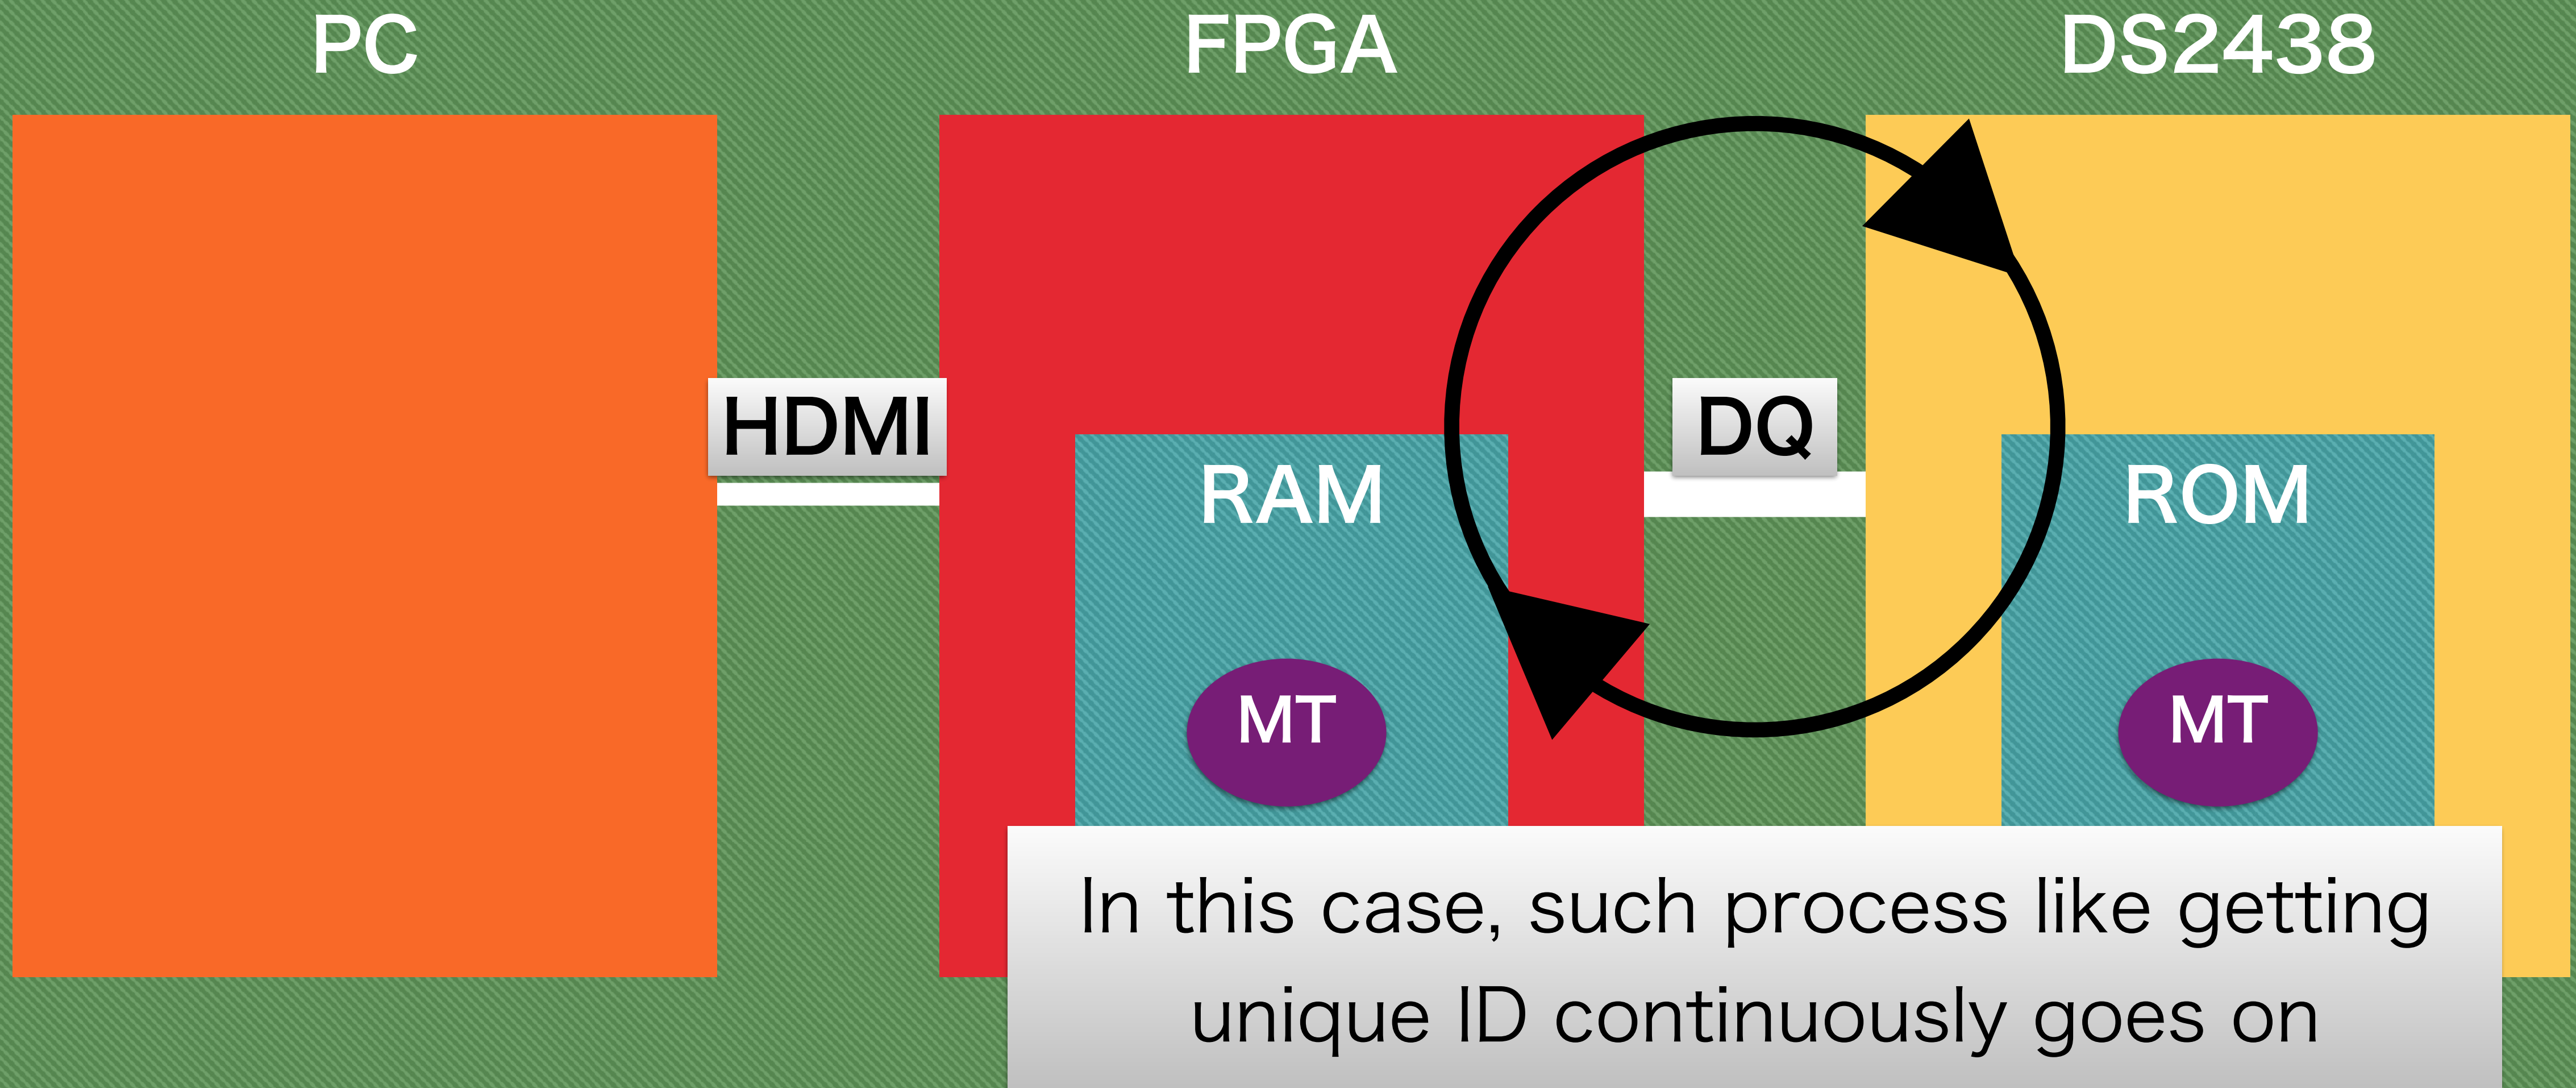 PC
FPGA
DS2438
HDMI
DQ
RAM
ROM
MT
MT
In this case, such process like getting
unique ID continuously goes on